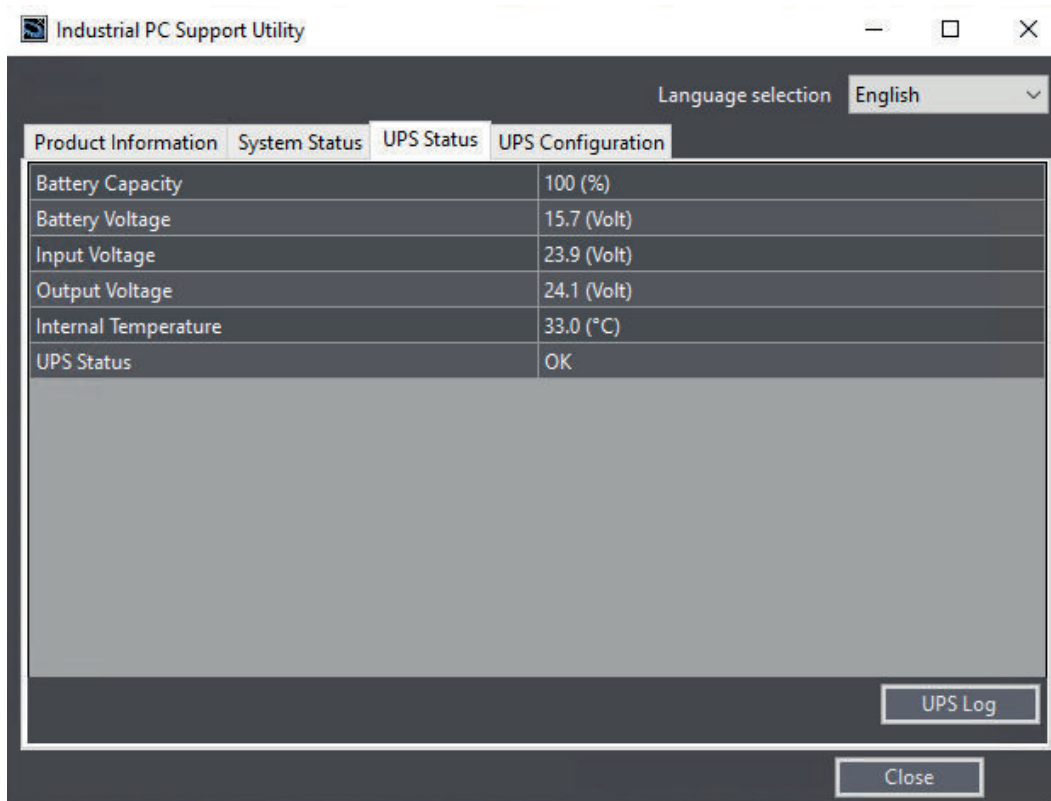 Industrial PC Support Utility
Language selection English
Product Information System Status UPS Status UPS Configuration
Battery Capacity 100 (%)
Battery Voltage 15.7 (Volt)
Input Voltage 23.9 (Volt)
Output Voltage 24.1 (Volt)
Internal Temperature 33.0 (°C)
UPS Status OK
UPS Log
Close